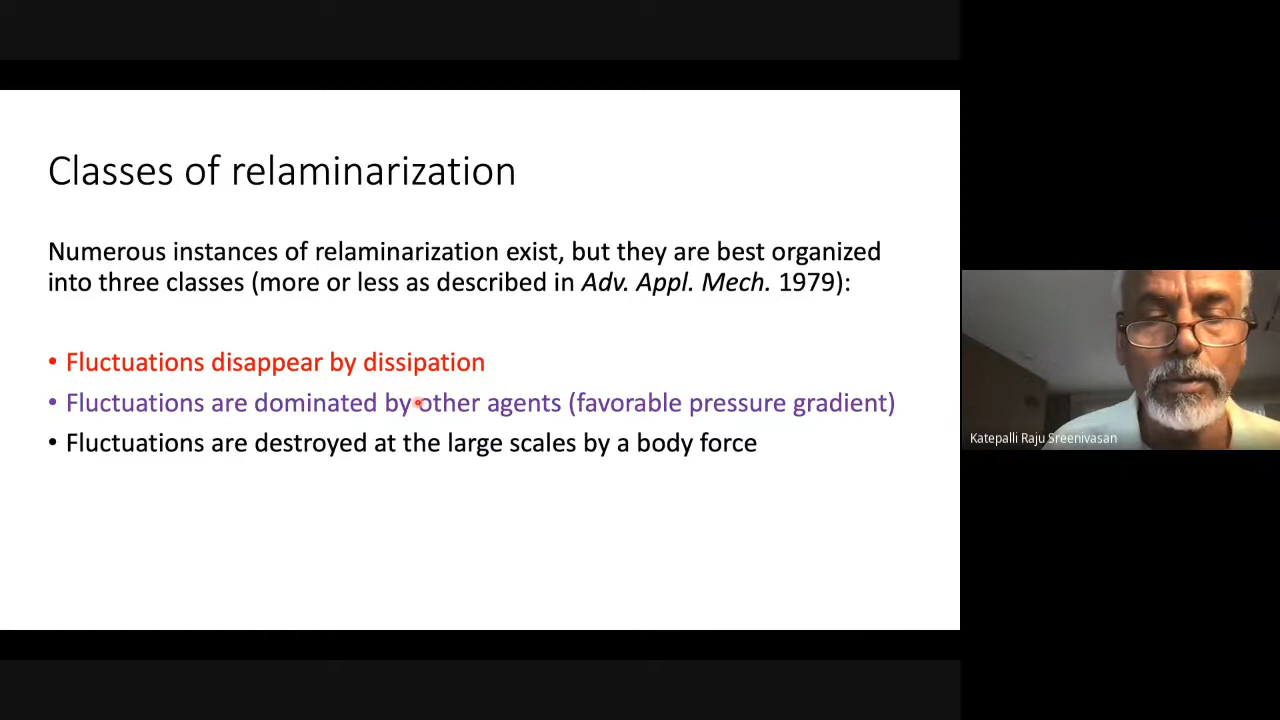 Classes of relaminarization
Numerous instances of relaminarization exist, but they are best organized
into three classes (more or less as described in Adv. Appl. Mech. 1979):
• Fluctuations disappear by dissipation
• Fluctuations are dominated by other agents (favorable pressure gradient)
• Fluctuations are destroyed at the large scales by a body force
Katepalli Raju Sreenivasan